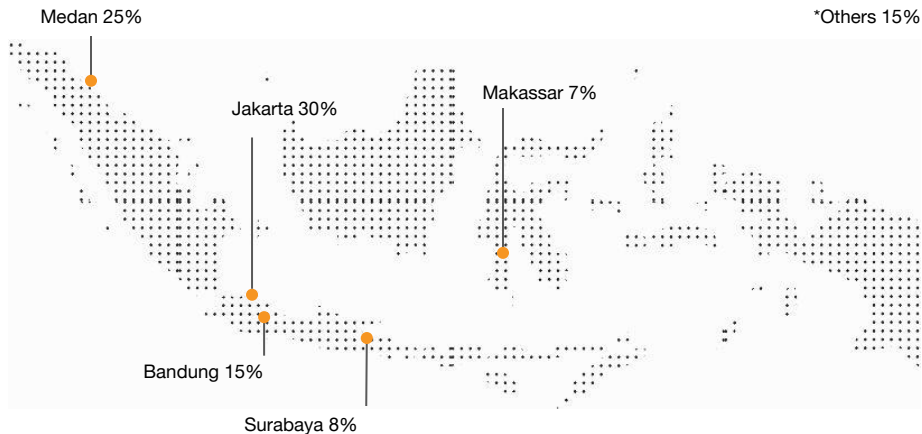 Medan 25%
*Others 15%
Jakarta 30%
Makassar 7%
Bandung 15%
Surabaya 8%